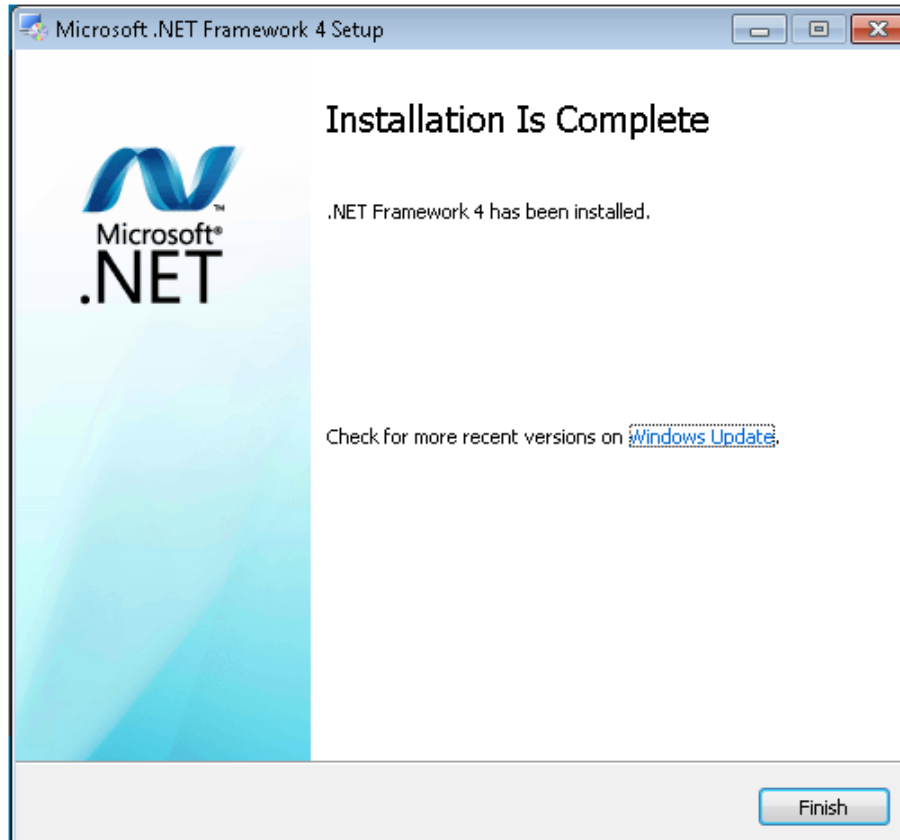 Microsoft .NET Framework 4 Setup
Installation Is Complete
.NET Framework 4 has been installed.
Microsoft®
.NET
™
Check for more recent versions on Windows Update.
Finish